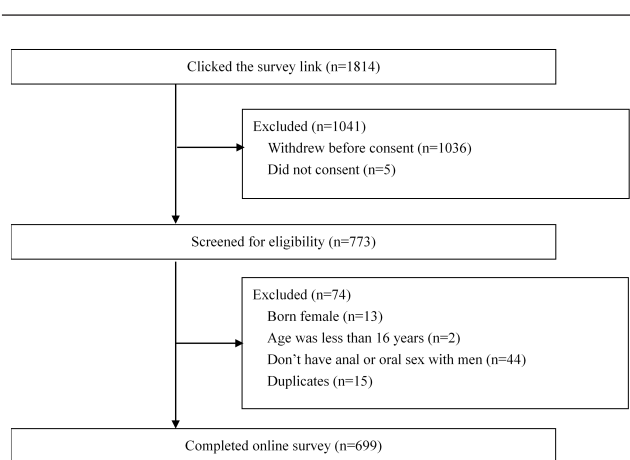 Clicked the survey link (n=1814)
Excluded (n=1041)
Withdrew before consent (n=1036)
Did not consent (n=5)
Screened for eligibility (n=773)
Excluded (n=74)
Born female (n=13)
Age was less than 16 years (n=2)
Don’t have anal or oral sex with men (n=44)
Duplicates (n=15)
Completed online survey (n=699)